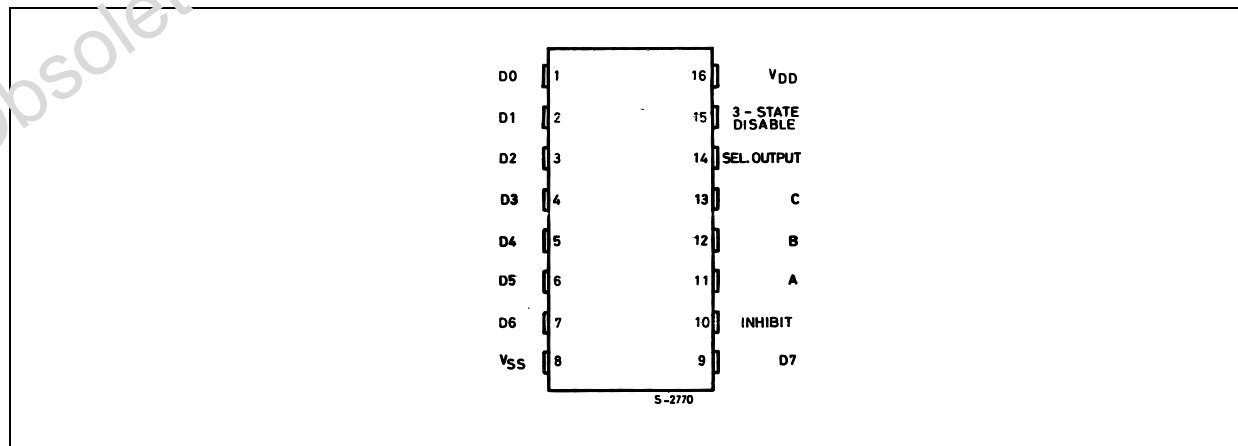 Obsolet
D0 1 16 VDD
D1 2 15 3-STATE DISABLE
D2 3 14 SEL.OUTPUT
D3 4 13 C
D4 5 12 B
D5 6 11 A
D6 7 10 INHIBIT
VSS 8 9 D7
S-2770